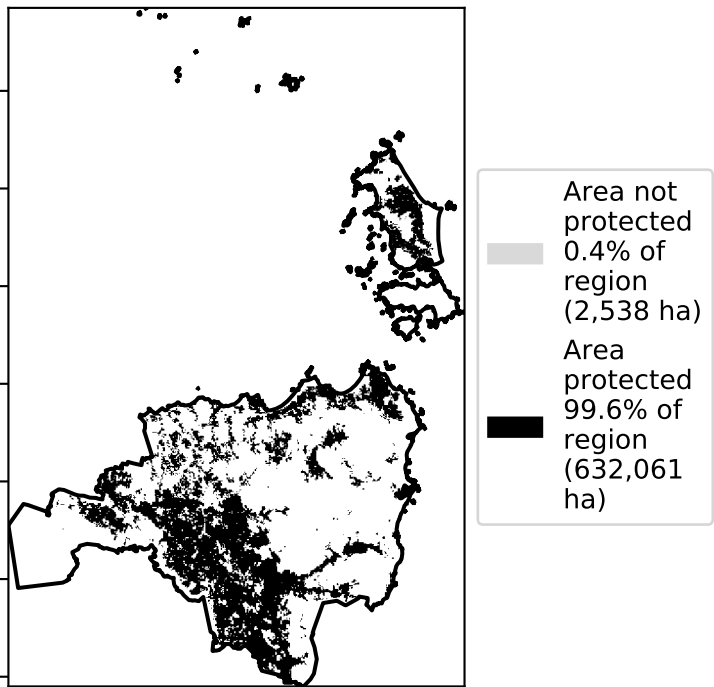 Area not
protected
0.4% of
region
(2,538 ha)
Area
protected
99.6% of
region
(632,061
ha)